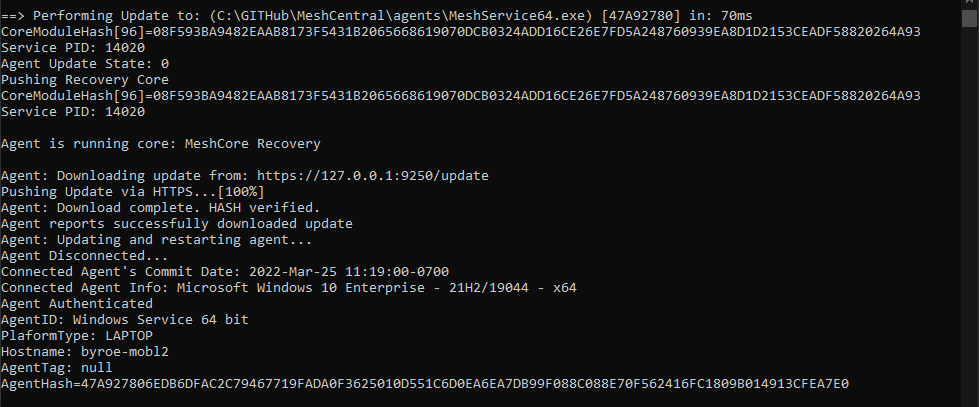 ==> Performing Update to: (C:\GITHub\MeshCentral\agents\MeshService64.exe) [47A92780] in: 70ms
CoreModuleHash[96]=08F593BA9482EAAB8173F5431B2065668619070DCB0324ADD16CE26E7FD5A248760939EA8D1D2153CEADF58820264A93
Service PID: 14020
Agent Update State: 0
Pushing Recovery Core
CoreModuleHash[96]=08F593BA9482EAAB8173F5431B2065668619070DCB0324ADD16CE26E7FD5A248760939EA8D1D2153CEADF58820264A93
Service PID: 14020
Agent is running core: MeshCore Recovery
Agent: Downloading update from: https://127.0.0.1:9250/update
Pushing Update via HTTPS...[100%]
Agent: Download complete. HASH verified.
Agent reports successfully downloaded update
Agent: Updating and restarting agent...
Agent Disconnected...
Connected Agent's Commit Date: 2022-Mar-25 11:19:00-0700
Connected Agent Info: Microsoft Windows 10 Enterprise - 21H2/19044 - x64
Agent Authenticated
AgentID: Windows Service 64 bit
PlaformType: LAPTOP
Hostname: byroe-mobl2
AgentTag: null
AgentHash=47A927806EDB6DFAC2C79467719FADA0F3625010D551C6D0EA6EA7DB99F088C088E70F562416FC1809B014913CFEA7E0